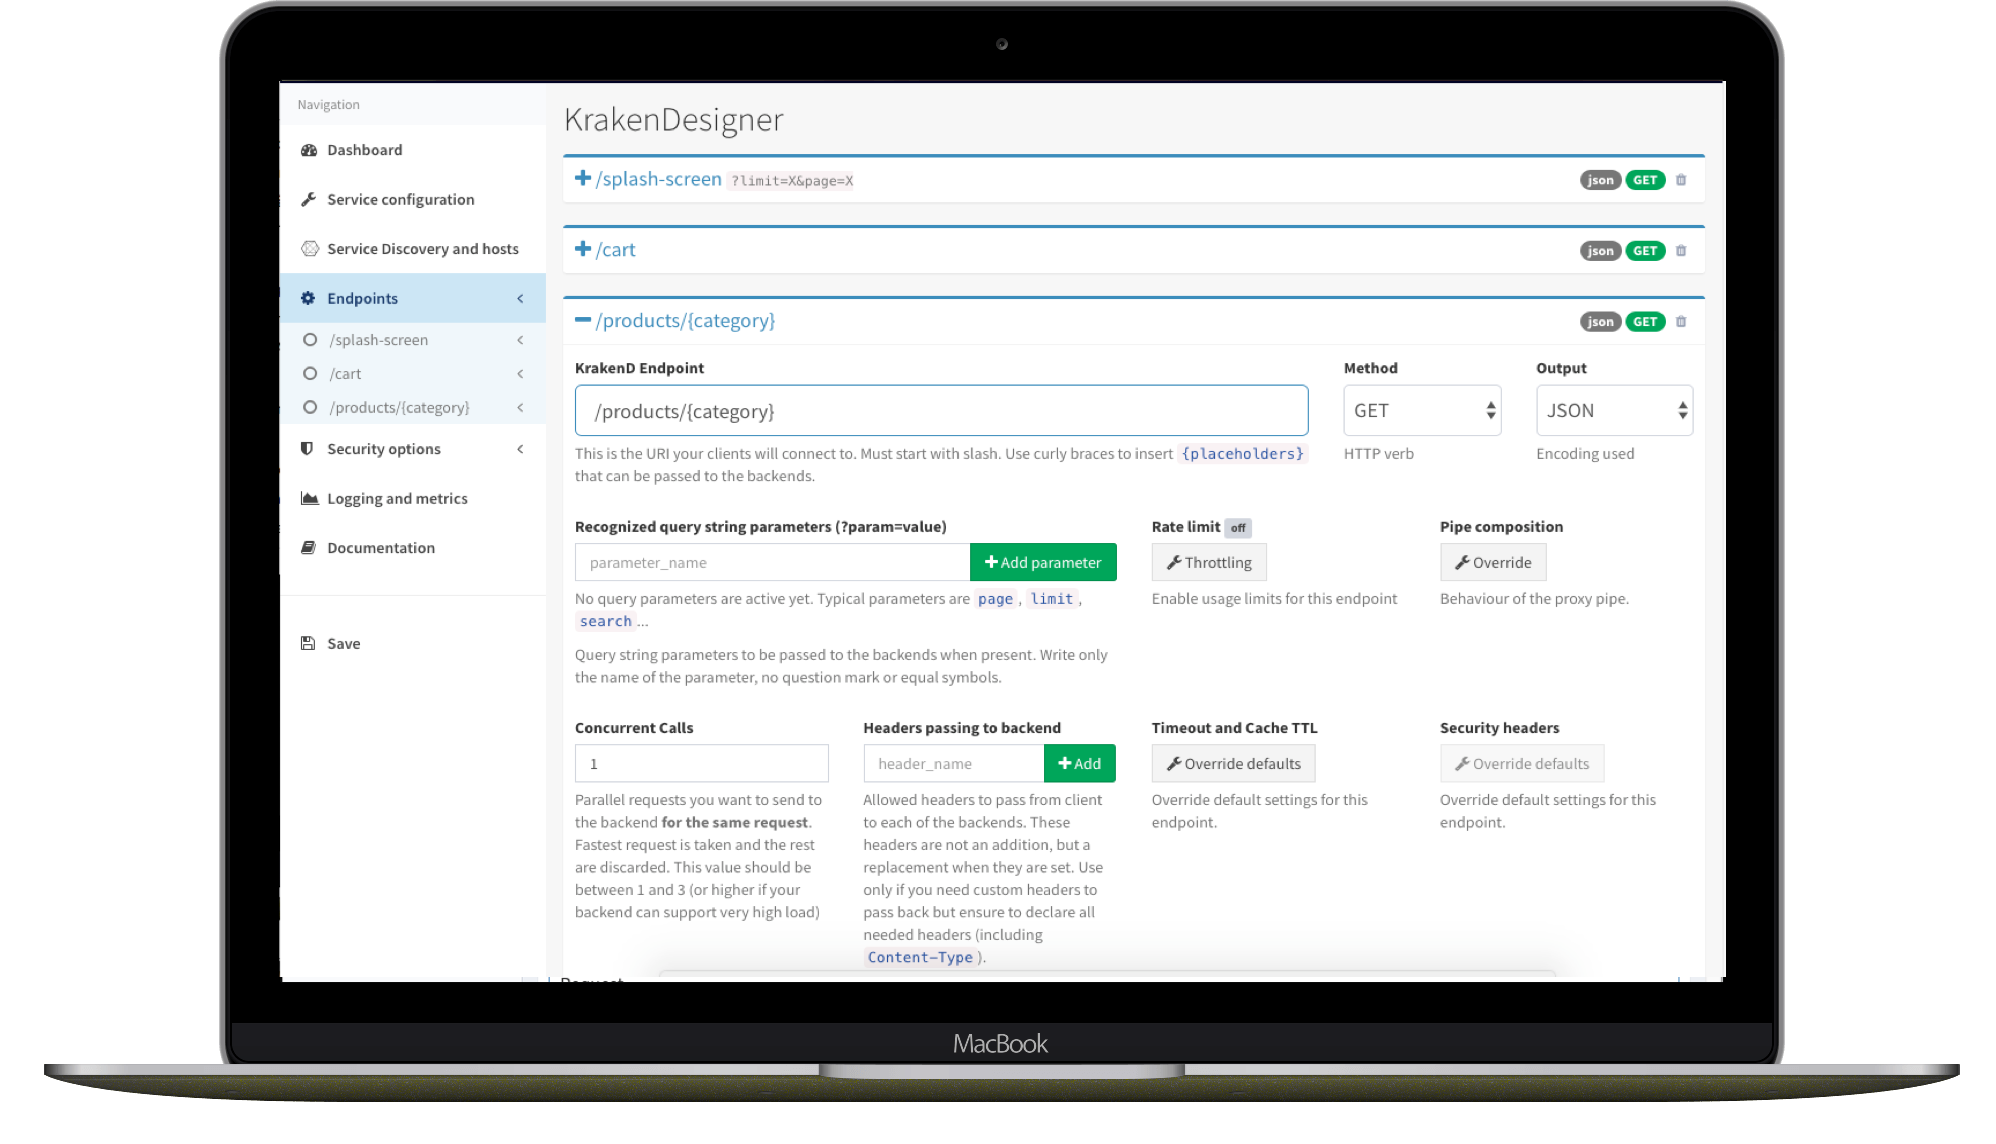 Navigation
Dashboard
Service configuration
Service Discovery and hosts
Endpoints
/splash-screen
/cart
/products/{category}
Security options
Logging and metrics
Documentation
Save
KrakenDesigner
/splash-screen ?limit=X&page=X
json GET
/cart
json GET
/products/{category}
json GET
KrakenD Endpoint
/products/{category}
This is the URI your clients will connect to. Must start with slash. Use curly braces to insert {placeholders}
that can be passed to the backends.
Method
GET
HTTP verb
Output
JSON
Encoding used
Recognized query string parameters (?param=value)
parameter_name
Add parameter
No query parameters are active yet. Typical parameters are page, limit,
search...
Query string parameters to be passed to the backends when present. Write only
the name of the parameter, no question mark or equal symbols.
Rate limit off
Throttling
Enable usage limits for this endpoint
Pipe composition
Override
Behaviour of the proxy pipe.
Concurrent Calls
1
Parallel requests you want to send to
the backend for the same request.
Fastest request is taken and the rest
are discarded. This value should be
between 1 and 3 (or higher if your
backend can support very high load)
Headers passing to backend
header_name
Add
Allowed headers to pass from client
to each of the backends. These
headers are not an addition, but a
replacement when they are set. Use
only if you need custom headers to
pass back but ensure to declare all
needed headers (including
Content-Type).
Timeout and Cache TTL
Override defaults
Override default settings for this
endpoint.
Security headers
Override defaults
Override default settings for this
endpoint.
MacBook